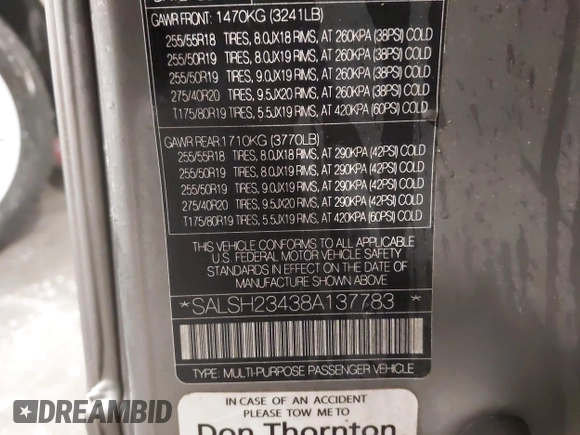 GAWR FRONT: 1470KG (3241LB)
255/55R18 TIRES, 8.0JX18 RIMS, AT 260KPA (38PSI) COLD
255/50R19 TIRES, 8.0JX19 RIMS, AT 260KPA (38PSI) COLD
255/50R19 TIRES, 9.0JX19 RIMS, AT 260KPA (38PSI) COLD
275/40R20 TIRES, 9.5JX20 RIMS, AT 260KPA (38PSI) COLD
T175/80R19 TIRES, 5.5JX19 RIMS, AT 420KPA (60PSI) COLD
GAWR REAR: 1710KG (3770LB)
255/55R18 TIRES, 8.0JX18 RIMS, AT 290KPA (42PSI) COLD
255/50R19 TIRES, 8.0JX19 RIMS, AT 290KPA (42PSI) COLD
255/50R19 TIRES, 9.0JX19 RIMS, AT 290KPA (42PSI) COLD
275/40R20 TIRES, 9.5JX20 RIMS, AT 290KPA (42PSI) COLD
T175/80R19 TIRES, 5.5JX19 RIMS, AT 420KPA (60PSI) COLD
THIS VEHICLE CONFORMS TO ALL APPLICABLE
U.S. FEDERAL MOTOR VEHICLE SAFETY
STANDARDS IN EFFECT ON THE DATE OF
MANUFACTURE SHOWN ABOVE
*SALSH23438A137783 *
TYPE: MULTI-PURPOSE PASSENGER VEHICLE
IN CASE OF AN ACCIDENT
PLEASE TOW ME TO
Don Thornton
DREAMBID